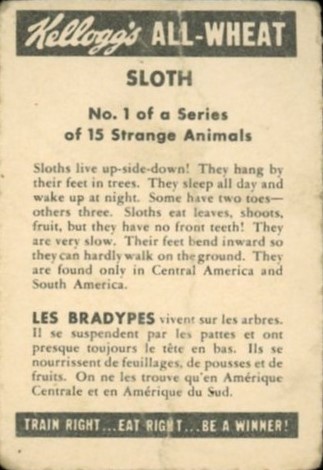 Kellogg's ALL-WHEAT
SLOTH
No. 1 of a Series
of 15 Strange Animals
Sloths live up-side-down! They hang by
their feet in trees. They sleep all day and
wake up at night. Some have two toes—
others three. Sloths eat leaves, shoots,
fruit, but they have no front teeth! They
are very slow. Their feet bend inward so
they can hardly walk on the ground. They
are found only in Central America and
South America.
LES BRADYPES vivent sur les arbres.
Il se suspendent par les pattes et ont
presque toujours le tête en bas. Ils se
nourrissent de feuillages, de pousses et de
fruits. On ne les trouve qu'en Amérique
Centrale et en Amérique du Sud.
TRAIN RIGHT...EAT RIGHT...BE A WINNER!